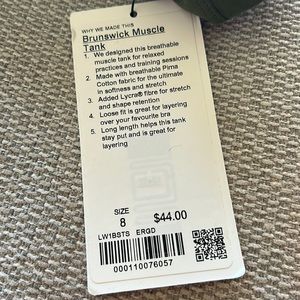 WHY WE MADE THIS
Brunswick Muscle
Tank
1. We designed this breathable
muscle tank for relaxed
practices and training sessions
2. Made with breathable Pima
Cotton fabric for the ultimate
in softness and stretch
3. Added Lycra® fibre for stretch
and shape retention
4. Loose fit is great for layering
over your favourite bra
5. Long length helps this tank
stay put and is great for
layering
SIZE
8
$44.00
LW1BSTS ERGD
000110076057